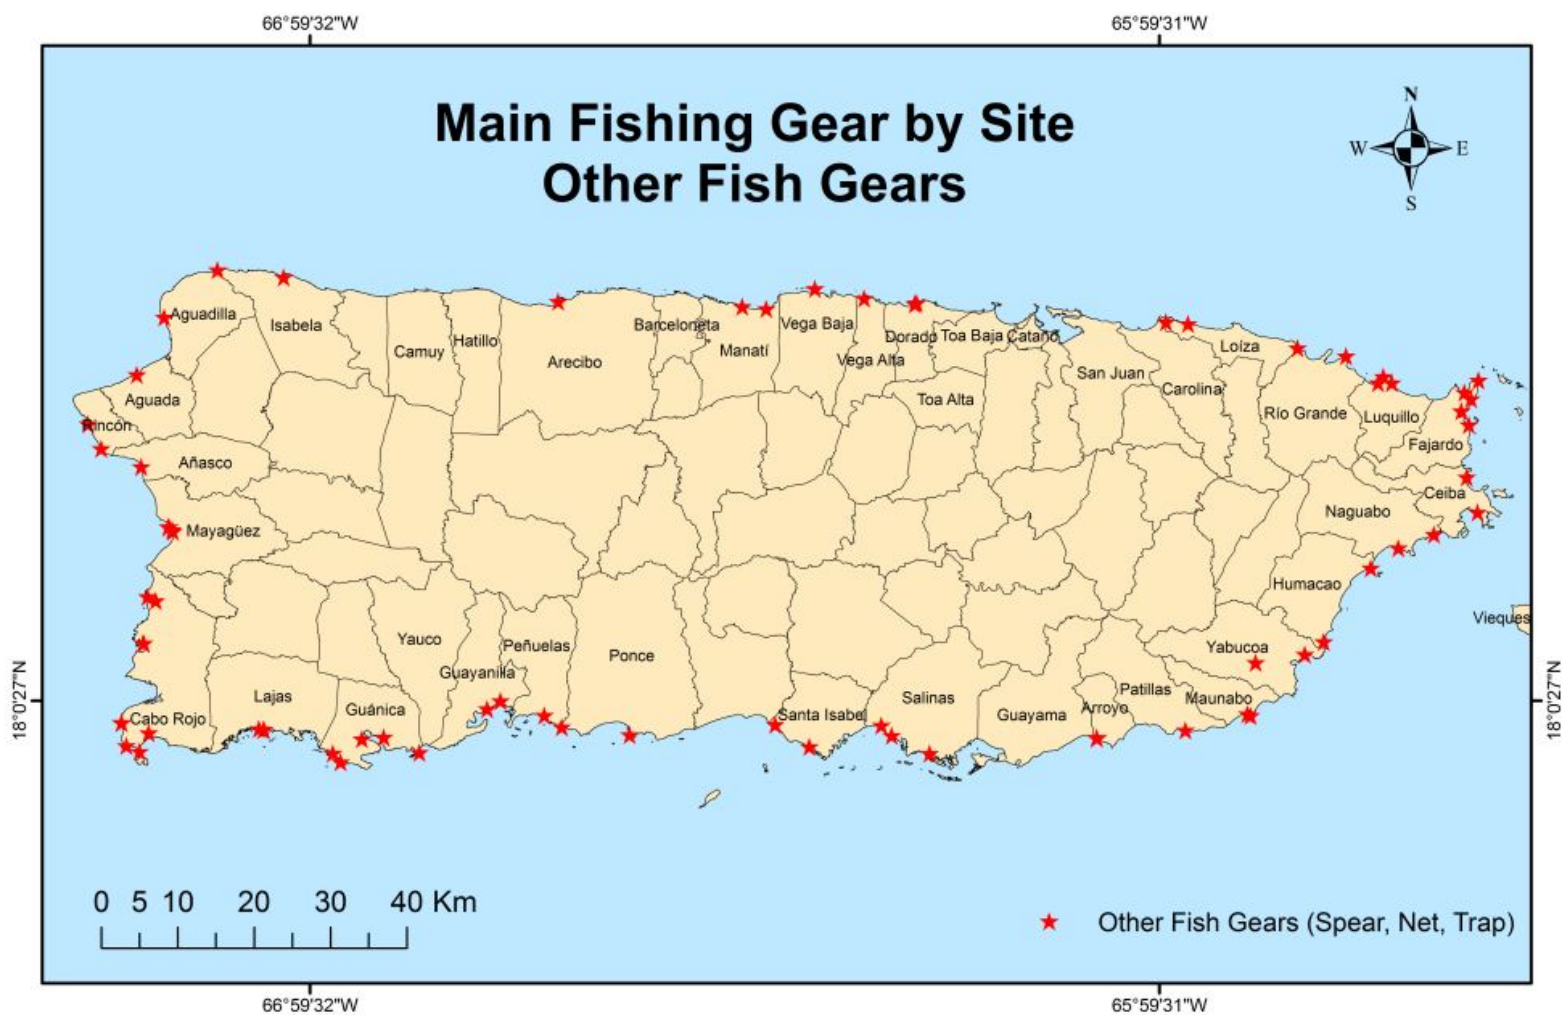 66°59'32"W 65°59'31"W
Main Fishing Gear by Site
Other Fish Gears
N
W E
S
Aguadilla
Isabela
Camuy
Hatillo
Arecibo
Barceloneta
Manatí
Vega Baja
Vega Alta
Dorado
Toa Baja
Cataño
Toa Alta
San Juan
Carolina
Loíza
Río Grande
Luquillo
Fajardo
Ceiba
Naguabo
Humacao
Vieques
Aguada
Rincón
Añasco
Mayagüez
Cabo Rojo
Lajas
Guánica
Yauco
Guayanilla
Peñuelas
Ponce
Santa Isabel
Salinas
Guayama
Arroyo
Patillas
Maunabo
Yabucoa
18°0'27"N
18°0'27"N
0 5 10 20 30 40 Km
Other Fish Gears (Spear, Net, Trap)
66°59'32"W 65°59'31"W